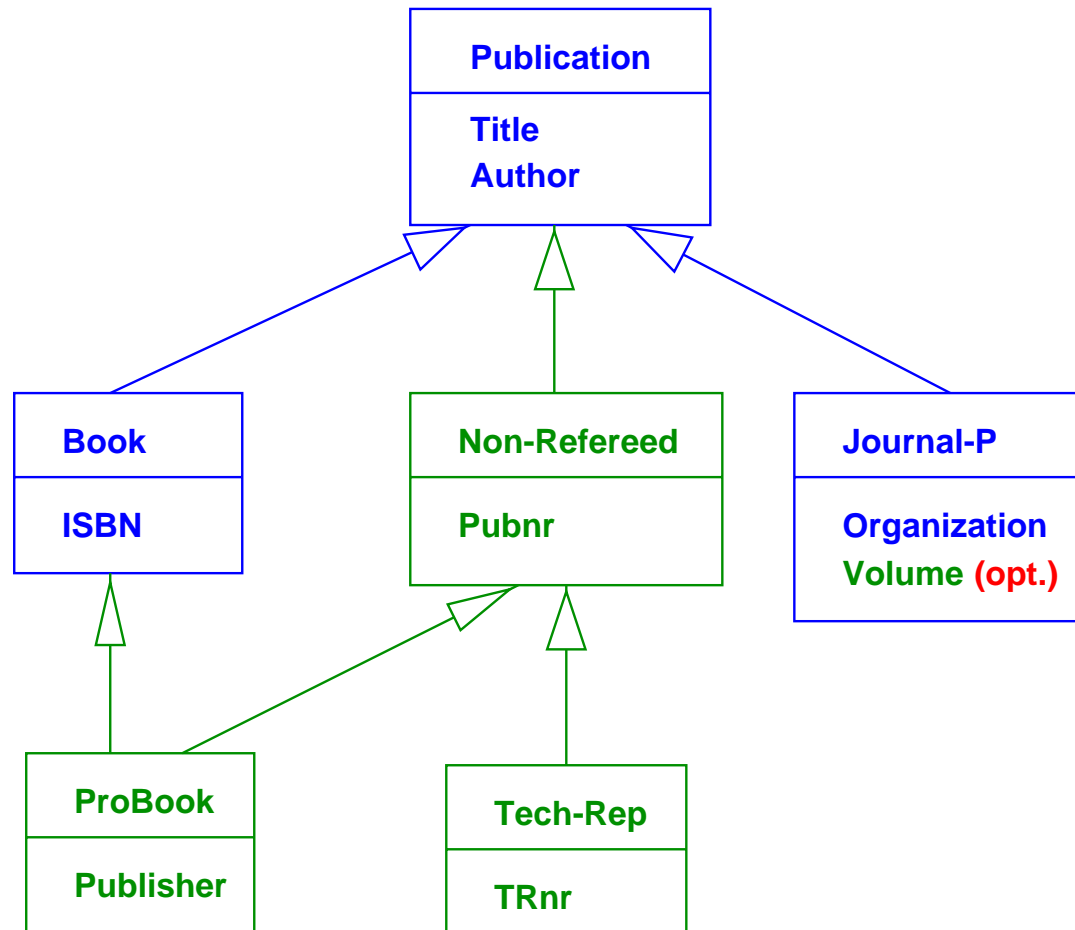 Publication
Title
Author
Book
ISBN
Non-Refereed
Pubnr
Journal-P
Organization
Volume (opt.)
ProBook
Publisher
Tech-Rep
TRnr